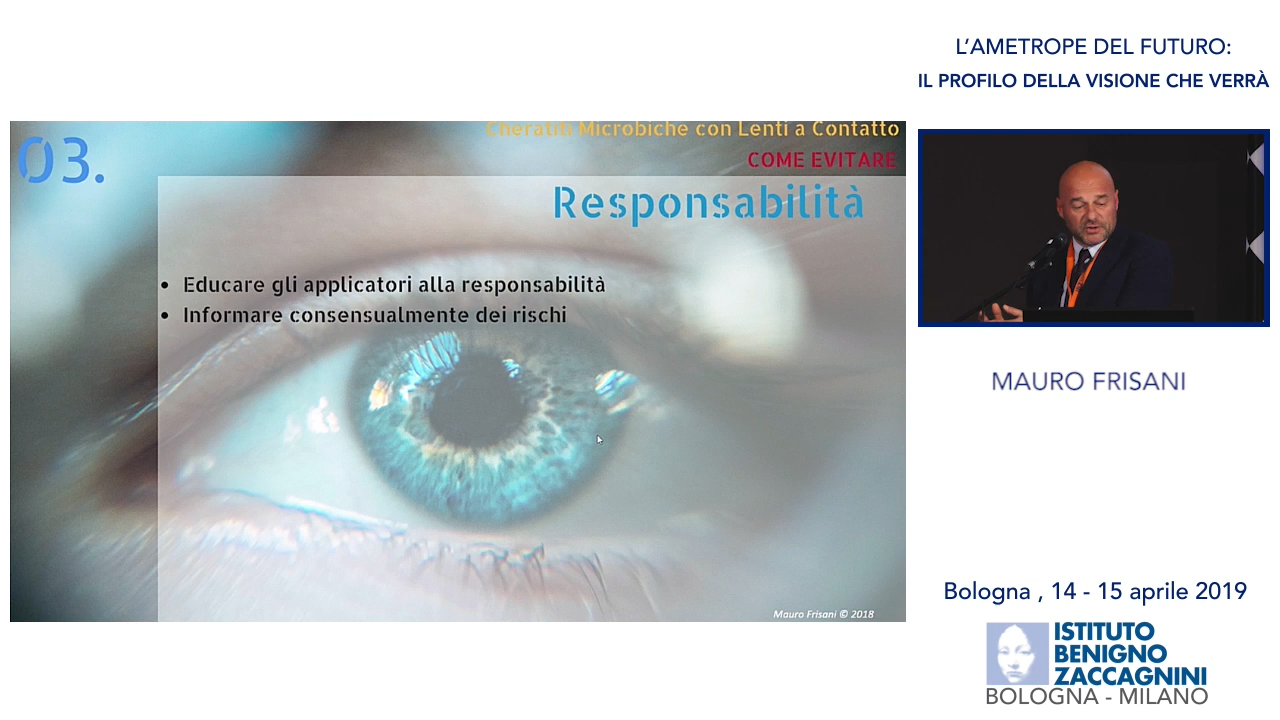 L'AMETROPE DEL FUTURO:
IL PROFILO DELLA VISIONE CHE VERRÀ
03.
Cheratiti Microbiche con Lenti a Contatto
COME EVITARE
Responsabilità
• Educare gli applicatori alla responsabilità
• Informare consensualmente dei rischi
Mauro Frisani © 2018
MAURO FRISANI
Bologna , 14 - 15 aprile 2019
ISTITUTO
BENIGNO
ZACCAGNINI
BOLOGNA - MILANO